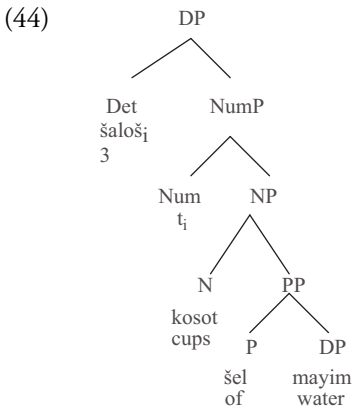 (44)
DP
Det NumP
šaloši
3
Num NP
ti
N PP
kosot
cups
P DP
šel mayim
of water